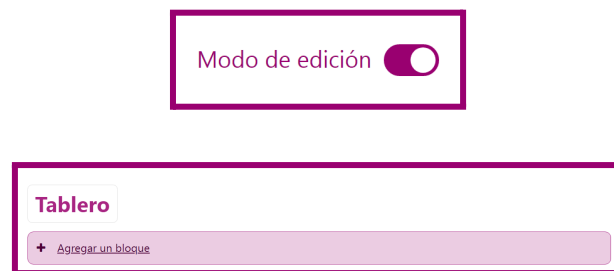 Modo de edición
Tablero
+ Agregar un bloque